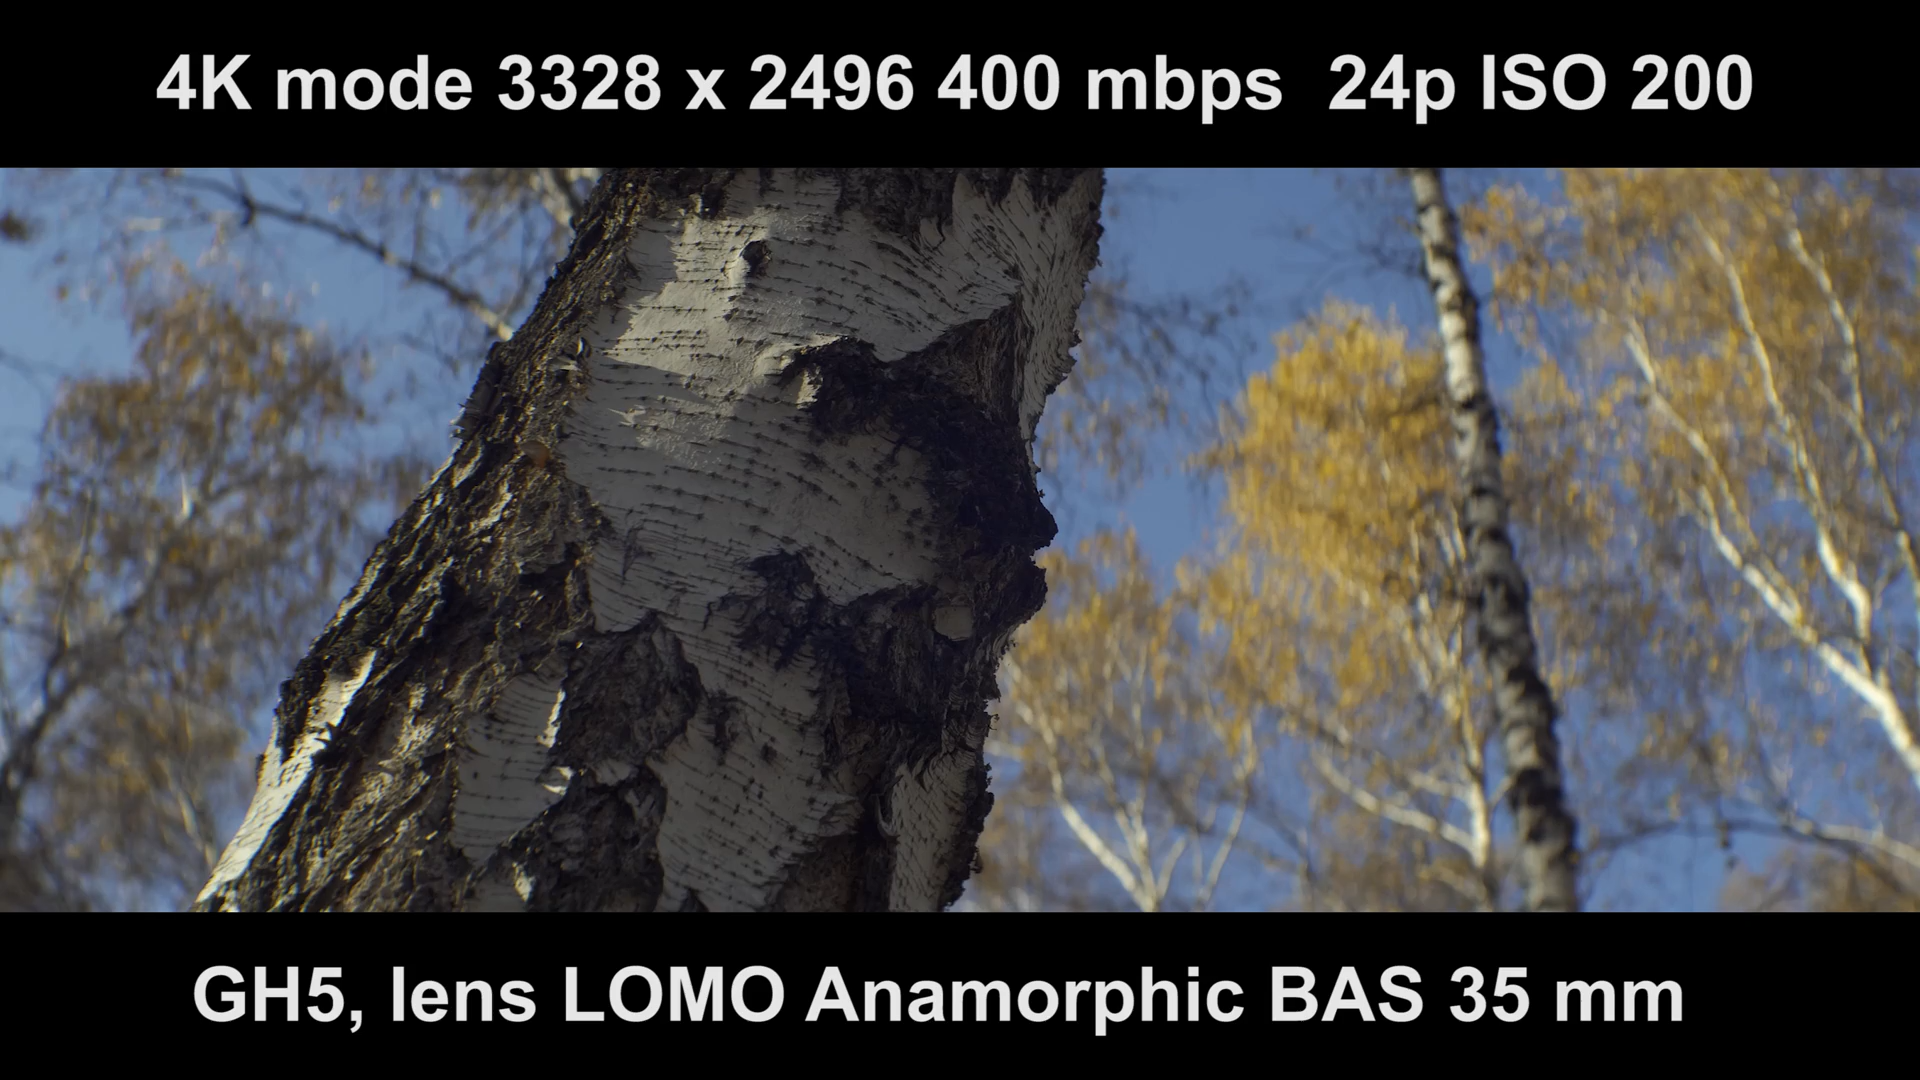 4K mode 3328 x 2496 400 mbps  24p ISO 200
GH5, lens LOMO Anamorphic BAS 35 mm